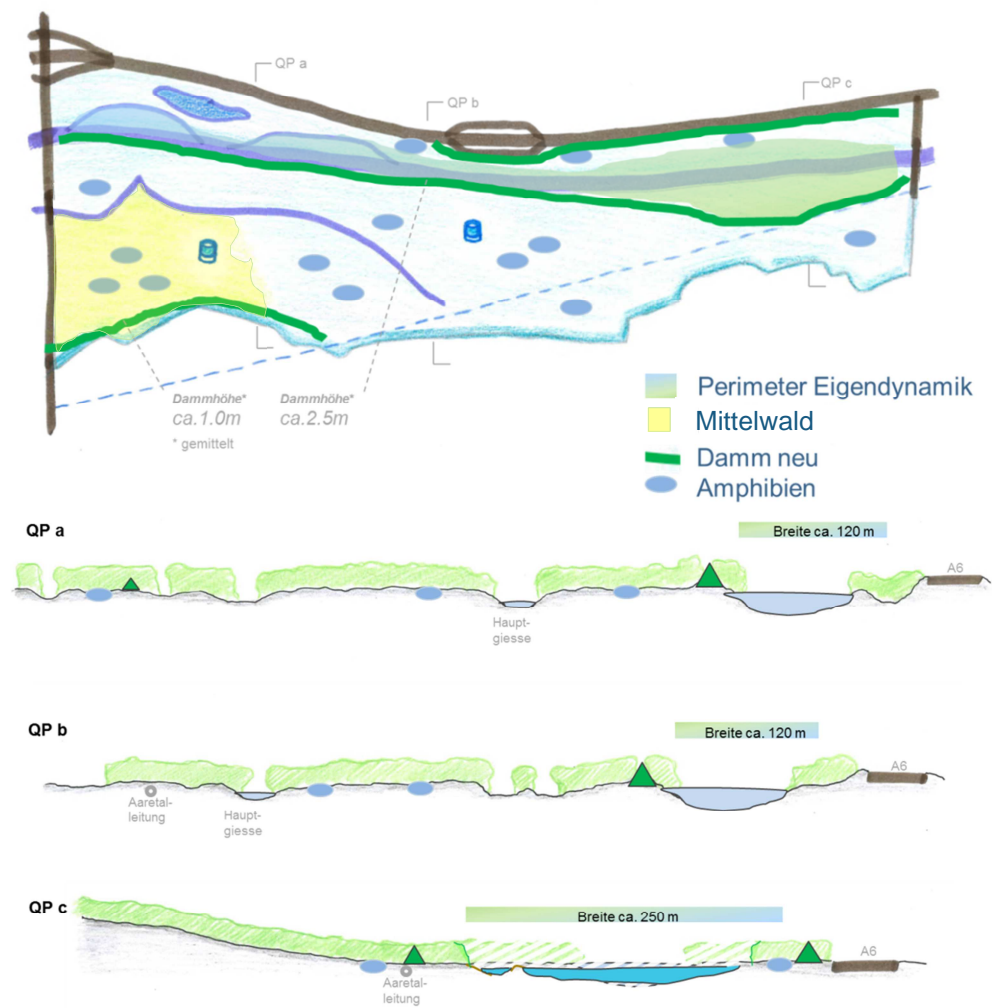 QP a
QP b
QP c
Dammhöhe*
ca.1.0m
* gemittelt
Dammhöhe*
ca.2.5m
Perimeter Eigendynamik
Mittelwald
Damm neu
Amphibien
QP a
Breite ca. 120 m
A6
Haupt-
giesse
QP b
Breite ca. 120 m
A6
Aaretal-
leitung
Haupt-
giesse
QP c
Breite ca. 250 m
A6
Aaretal-
leitung